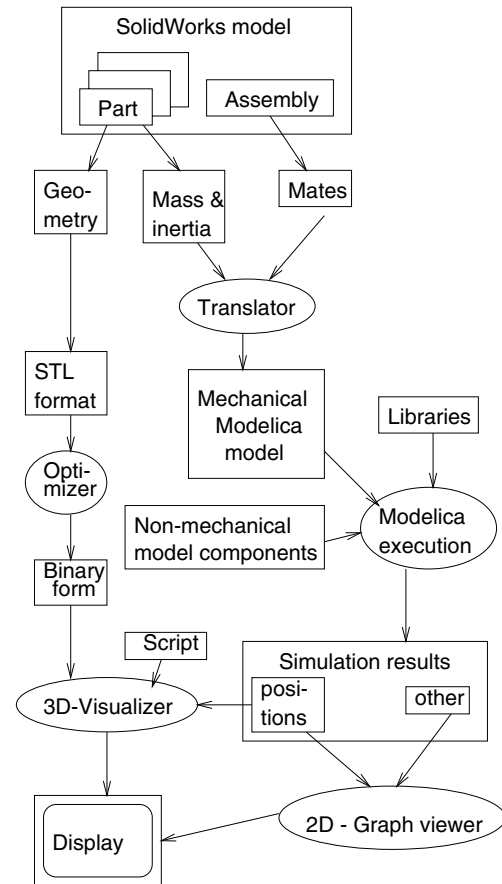 SolidWorks model
Part
Assembly
Geo-
metry
Mass &
inertia
Mates
Translator
STL
format
Mechanical
Modelica
model
Libraries
Opti-
mizer
Non-mechanical
model components
Modelica
execution
Binary
form
Script
Simulation results
3D-Visualizer
posi-
tions
other
Display
2D - Graph viewer